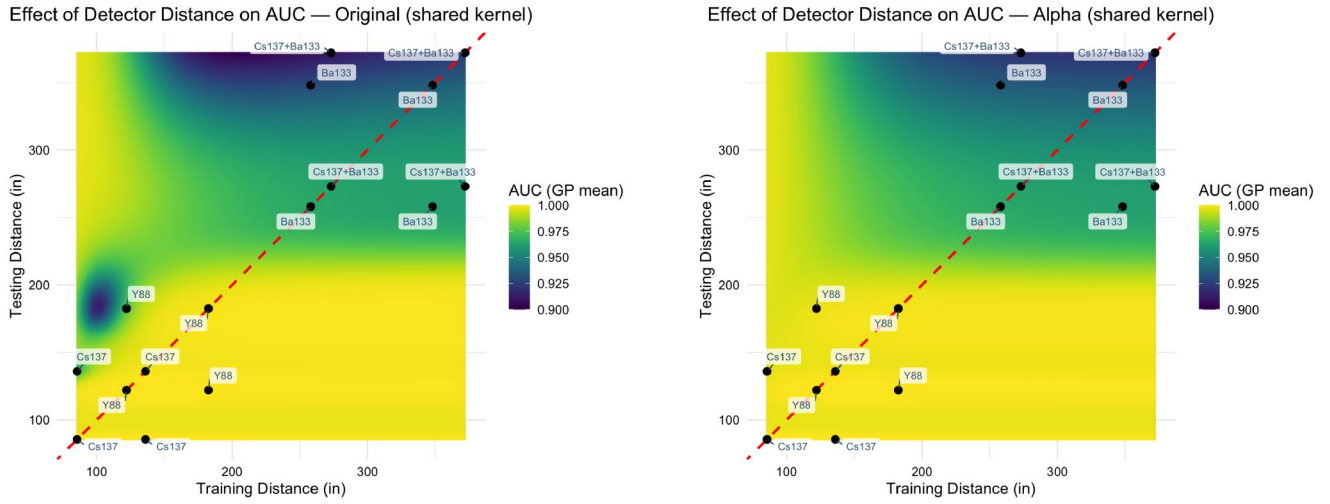 Effect of Detector Distance on AUC — Original (shared kernel)
Cs137+Ba133
Cs137+Ba133
Ba133
Ba133
Cs137+Ba133
Cs137+Ba133
Ba133
Ba133
Y88
Y88
Cs137
Cs137
Y88
Y88
Cs137
Cs137
300
200
100
Testing Distance (in)
100
200
300
Training Distance (in)
AUC (GP mean)
1.000
0.975
0.950
0.925
0.900
Effect of Detector Distance on AUC — Alpha (shared kernel)
Cs137+Ba133
Cs137+Ba133
Ba133
Ba133
Cs137+Ba133
Cs137+Ba133
Ba133
Ba133
Y88
Y88
Cs137
Cs137
Y88
Y88
Cs137
Cs137
300
200
100
Testing Distance (in)
100
200
300
Training Distance (in)
AUC (GP mean)
1.000
0.975
0.950
0.925
0.900